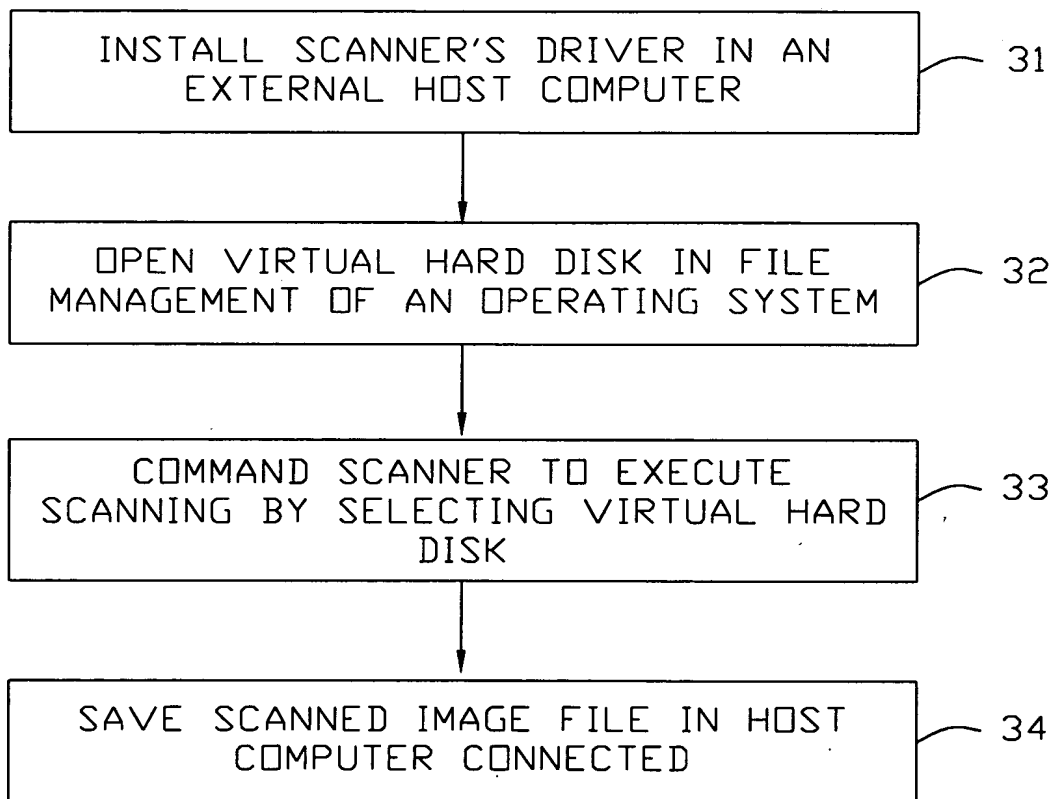 INSTALL SCANNER'S DRIVER IN AN
EXTERNAL HOST COMPUTER
31
OPEN VIRTUAL HARD DISK IN FILE
MANAGEMENT OF AN OPERATING SYSTEM
32
COMMAND SCANNER TO EXECUTE
SCANNING BY SELECTING VIRTUAL HARD
DISK
33
SAVE SCANNED IMAGE FILE IN HOST
COMPUTER CONNECTED
34